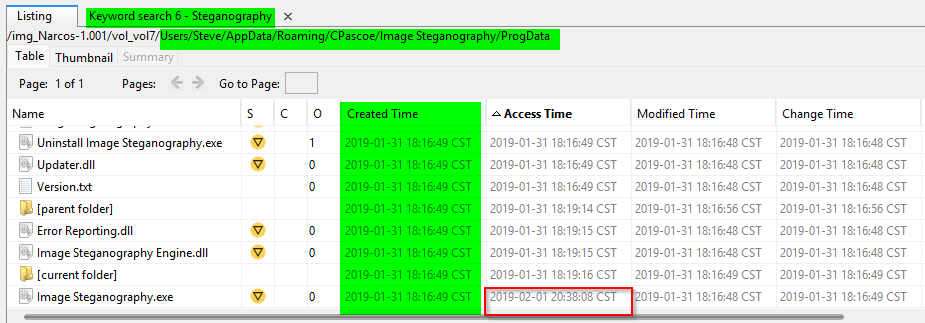 Listing Keyword search 6 - Steganography ×
/img_Narcos-1.001/vol_vol7/Users/Steve/AppData/Roaming/CPascoe/Image Steganography/ProgData
Table Thumbnail Summary
Page: 1 of 1 Pages: Go to Page:
Name S C O Created Time Access Time Modified Time Change Time
Uninstall Image Steganography.exe 1 2019-01-31 18:16:49 CST 2019-01-31 18:16:49 CST 2019-01-31 18:16:48 CST 2019-01-31 18:16:48 CST
Updater.dll 0 2019-01-31 18:16:49 CST 2019-01-31 18:16:49 CST 2019-01-31 18:16:48 CST 2019-01-31 18:16:48 CST
Version.txt 0 2019-01-31 18:16:49 CST 2019-01-31 18:16:49 CST 2019-01-31 18:16:48 CST 2019-01-31 18:16:48 CST
[parent folder] 2019-01-31 18:16:49 CST 2019-01-31 18:19:14 CST 2019-01-31 18:16:56 CST 2019-01-31 18:16:56 CST
Error Reporting.dll 0 2019-01-31 18:16:49 CST 2019-01-31 18:19:15 CST 2019-01-31 18:16:48 CST 2019-01-31 18:16:48 CST
Image Steganography Engine.dll 0 2019-01-31 18:16:49 CST 2019-01-31 18:19:15 CST 2019-01-31 18:16:48 CST 2019-01-31 18:16:48 CST
[current folder] 2019-01-31 18:16:49 CST 2019-01-31 18:19:16 CST 2019-01-31 18:16:49 CST 2019-01-31 18:16:49 CST
Image Steganography.exe 0 2019-01-31 18:16:49 CST 2019-02-01 20:38:08 CST 2019-01-31 18:16:48 CST 2019-01-31 18:16:48 CST